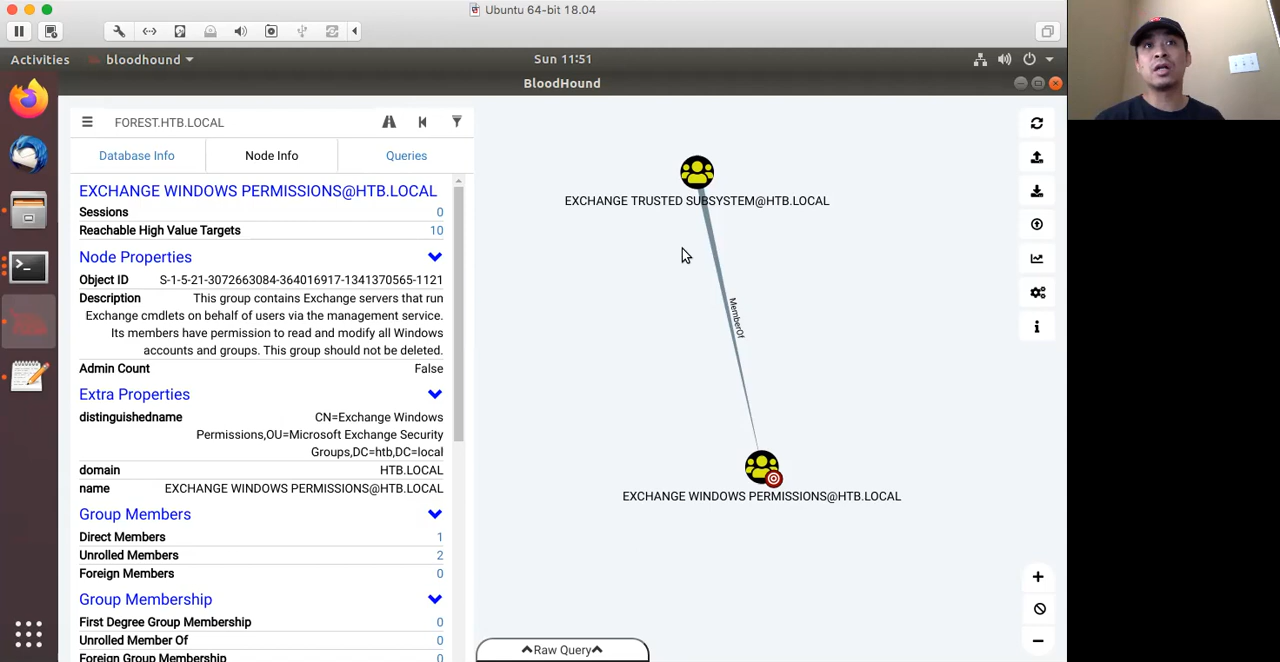 Ubuntu 64-bit 18.04
Activities
bloodhound
Sun 11:51
BloodHound
FOREST.HTB.LOCAL
Database Info
Node Info
Queries
EXCHANGE WINDOWS PERMISSIONS@HTB.LOCAL
Sessions 0
Reachable High Value Targets 10
Node Properties
Object ID S-1-5-21-3072663084-364016917-1341370565-1121
Description This group contains Exchange servers that run
Exchange cmdlets on behalf of users via the management service.
Its members have permission to read and modify all Windows
accounts and groups. This group should not be deleted.
Admin Count False
Extra Properties
distinguishedname CN=Exchange Windows
Permissions,OU=Microsoft Exchange Security
Groups,DC=htb,DC=local
domain HTB.LOCAL
name EXCHANGE WINDOWS PERMISSIONS@HTB.LOCAL
Group Members
Direct Members 1
Unrolled Members 2
Foreign Members 0
Group Membership
First Degree Group Membership 0
Unrolled Member Of 0
Foreign Group Membership 0
EXCHANGE TRUSTED SUBSYSTEM@HTB.LOCAL
MemberOf
EXCHANGE WINDOWS PERMISSIONS@HTB.LOCAL
Raw Query